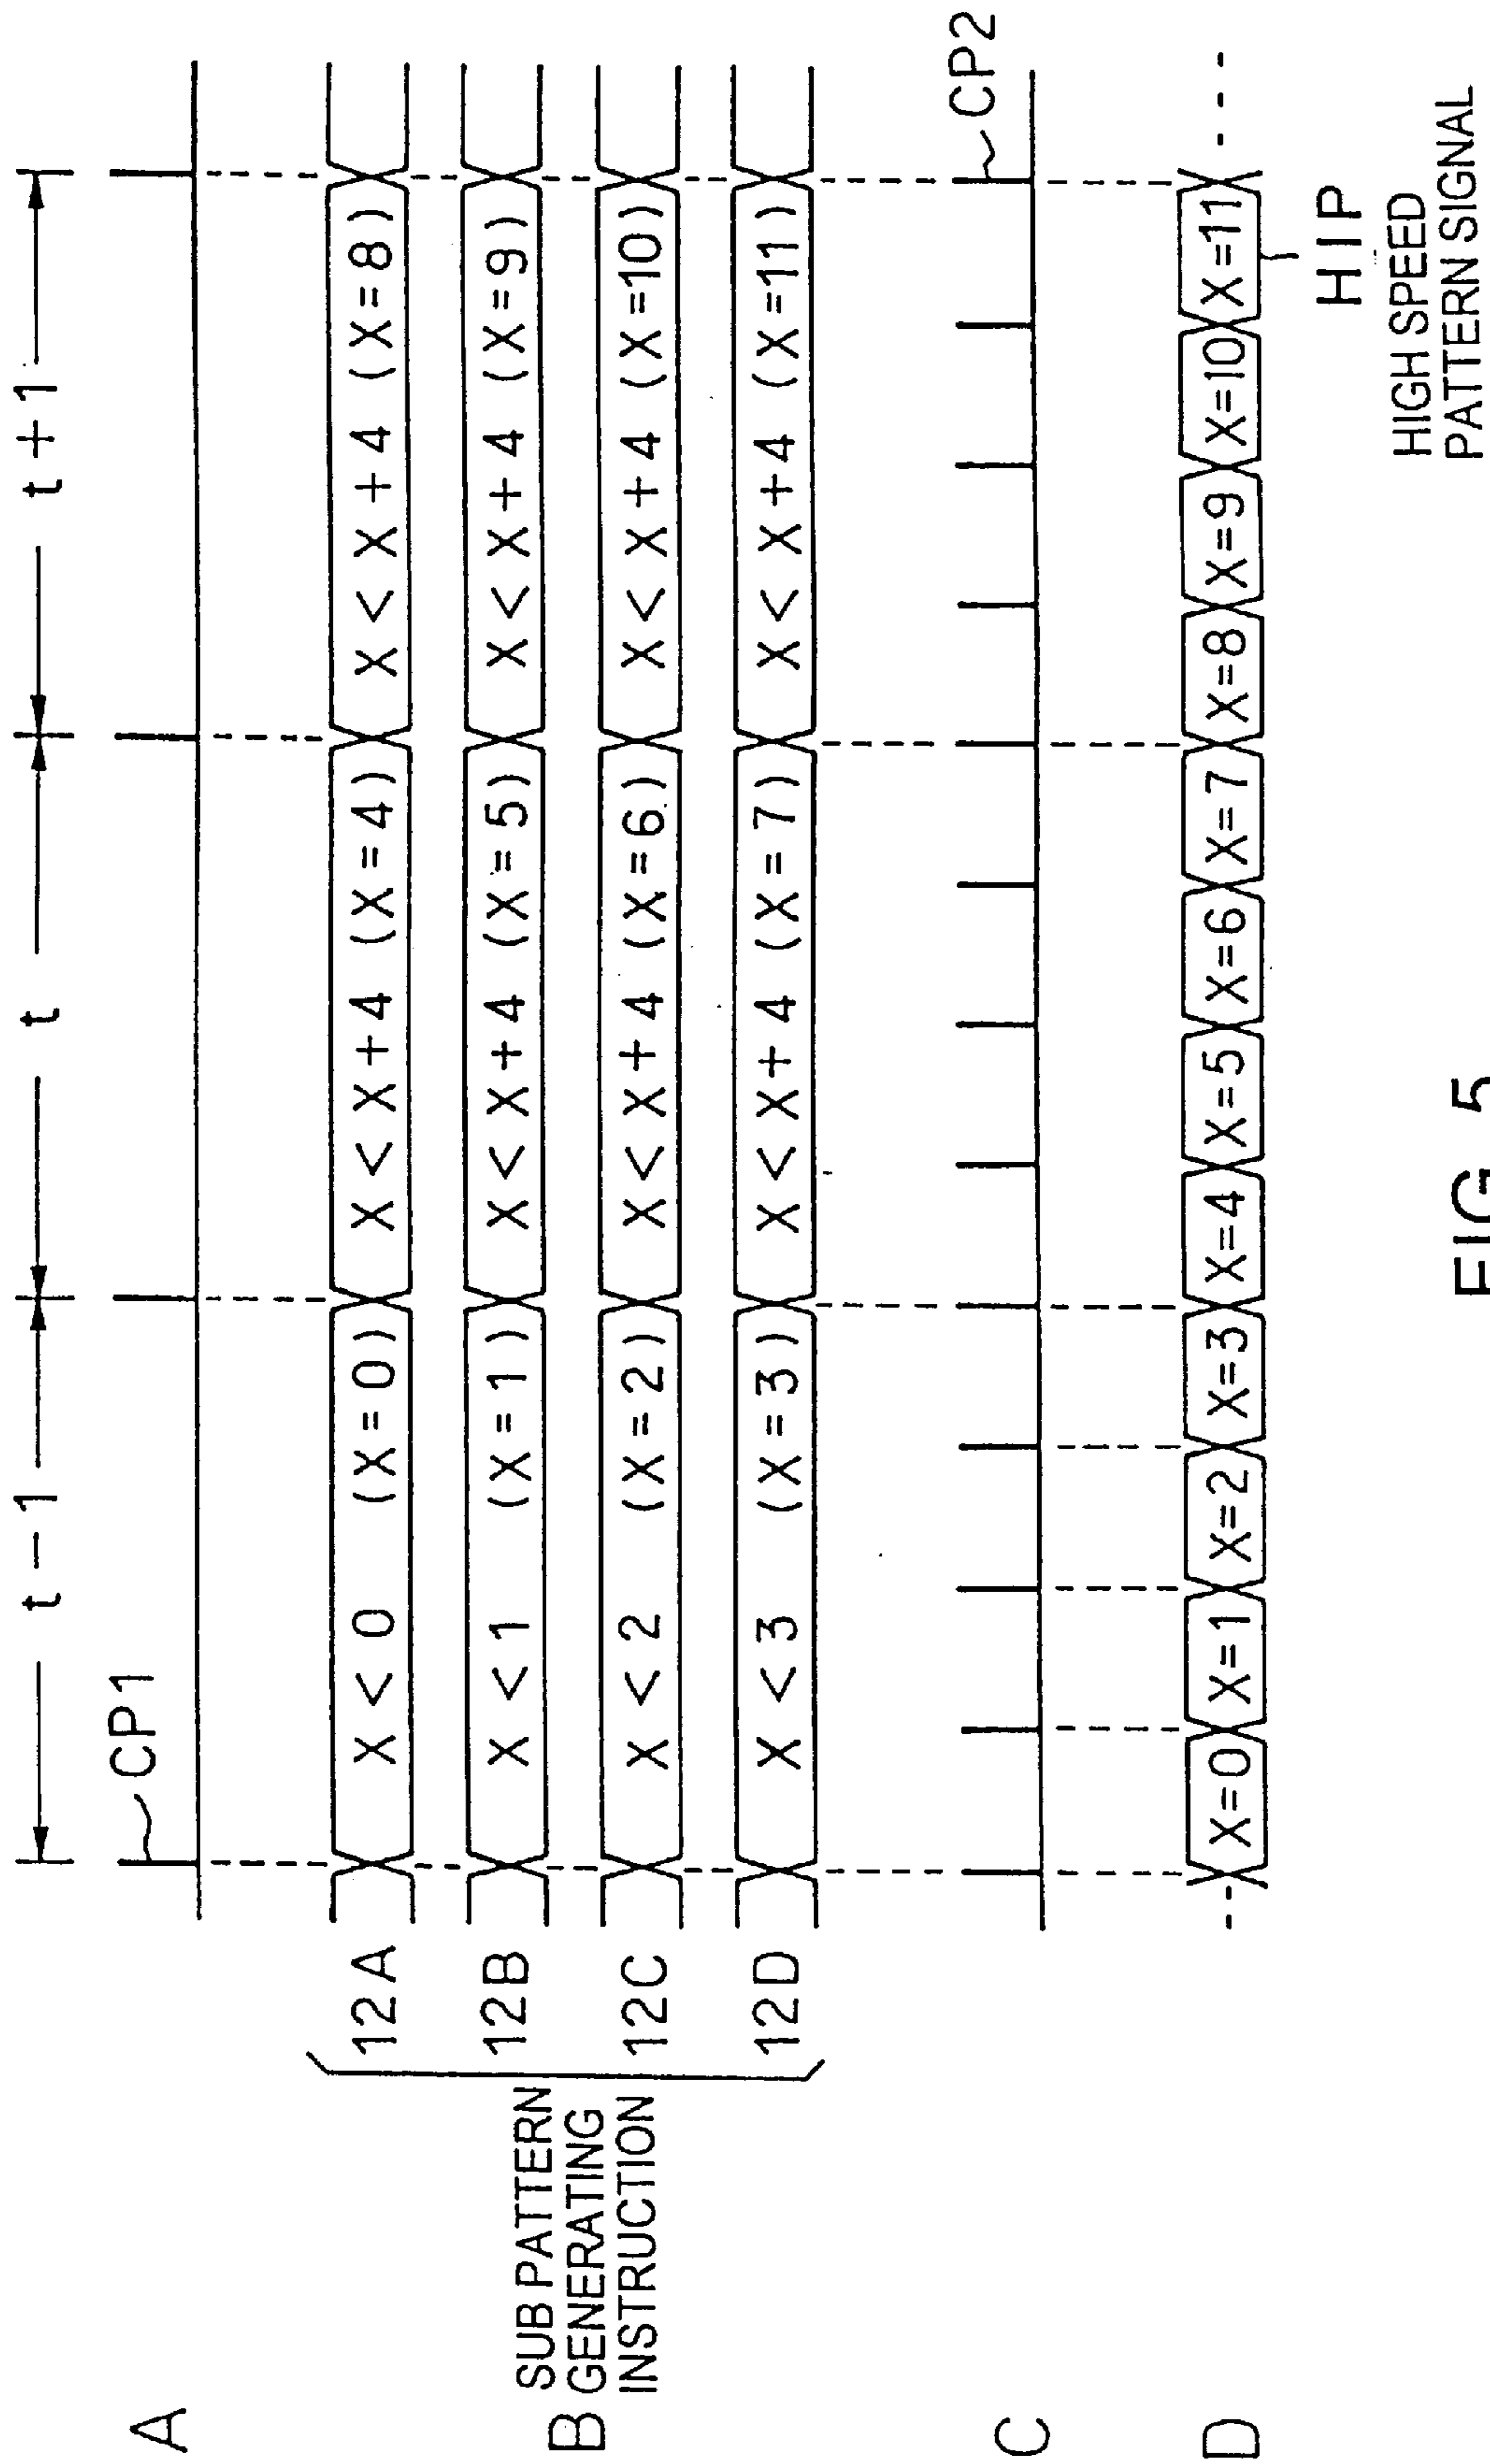 t-1
t
t+1
A
CP1
12A
X < 0 (X=0)
X < X+4 (X=4)
X < X+4 (X=8)
B
SUB PATTERN
GENERATING
INSTRUCTION
12B
X < 1 (X=1)
X < X+4 (X=5)
X < X+4 (X=9)
12C
X < 2 (X=2)
X < X+4 (X=6)
X < X+4 (X=10)
12D
X < 3 (X=3)
X < X+4 (X=7)
X < X+4 (X=11)
C
CP2
D
X=0
X=1
X=2
X=3
X=4
X=5
X=6
X=7
X=8
X=9
X=10
X=11
HIP
HIGH SPEED
PATTERN SIGNAL
FIG. 5